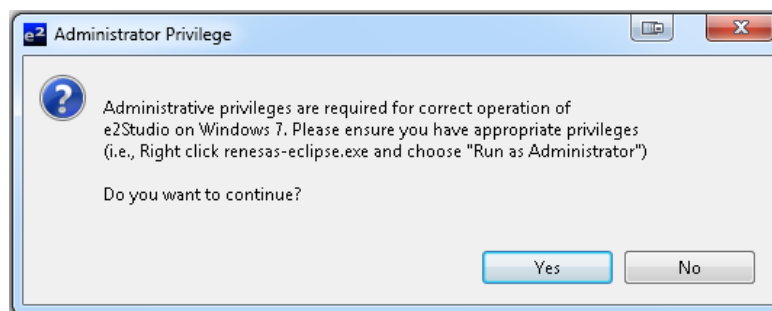 e² Administrator Privilege
Administrative privileges are required for correct operation of
e2Studio on Windows 7. Please ensure you have appropriate privileges
(i.e., Right click renesas-eclipse.exe and choose "Run as Administrator")
Do you want to continue?
Yes No